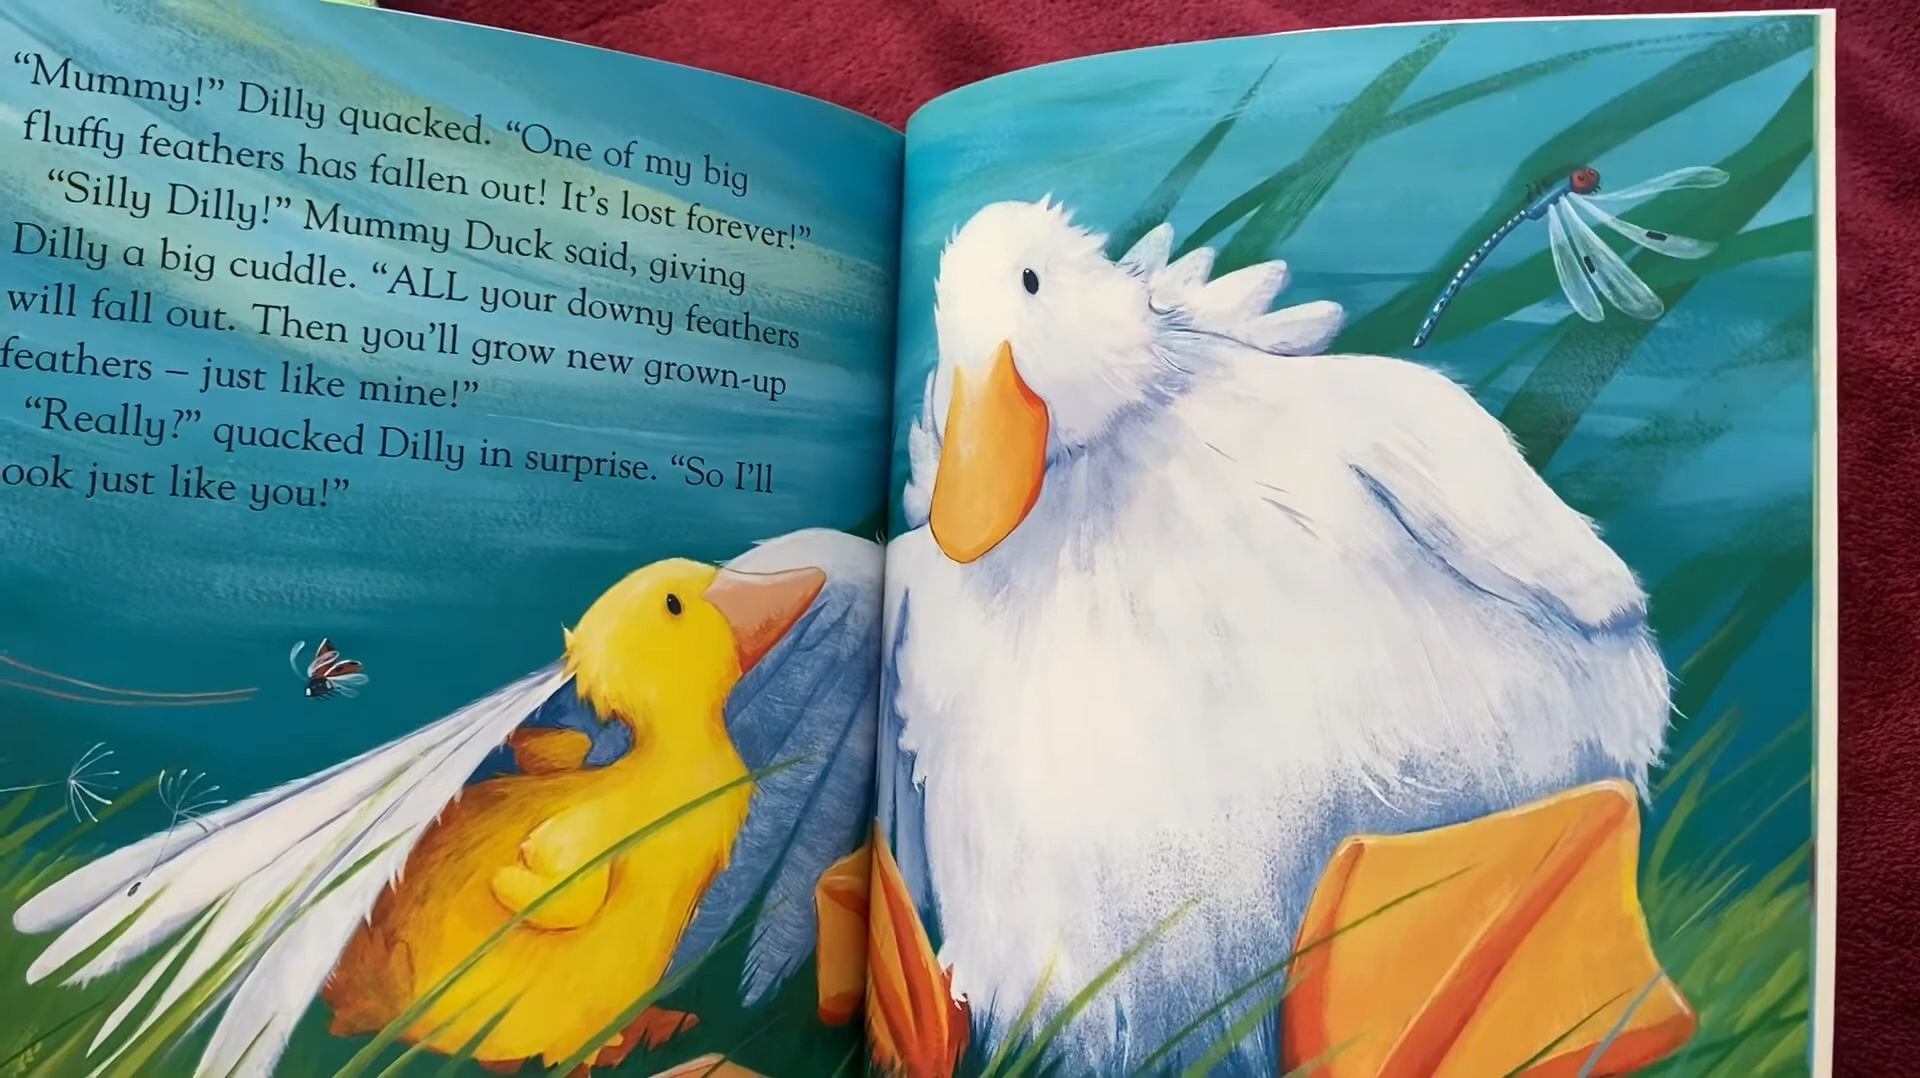 “Mummy!” Dilly quacked. “One of my big
fluffy feathers has fallen out! It’s lost forever!”
“Silly Dilly!” Mummy Duck said, giving
Dilly a big cuddle. “ALL your downy feathers
will fall out. Then you’ll grow new grown-up
feathers – just like mine!”
“Really?” quacked Dilly in surprise. “So I’ll
ook just like you!”